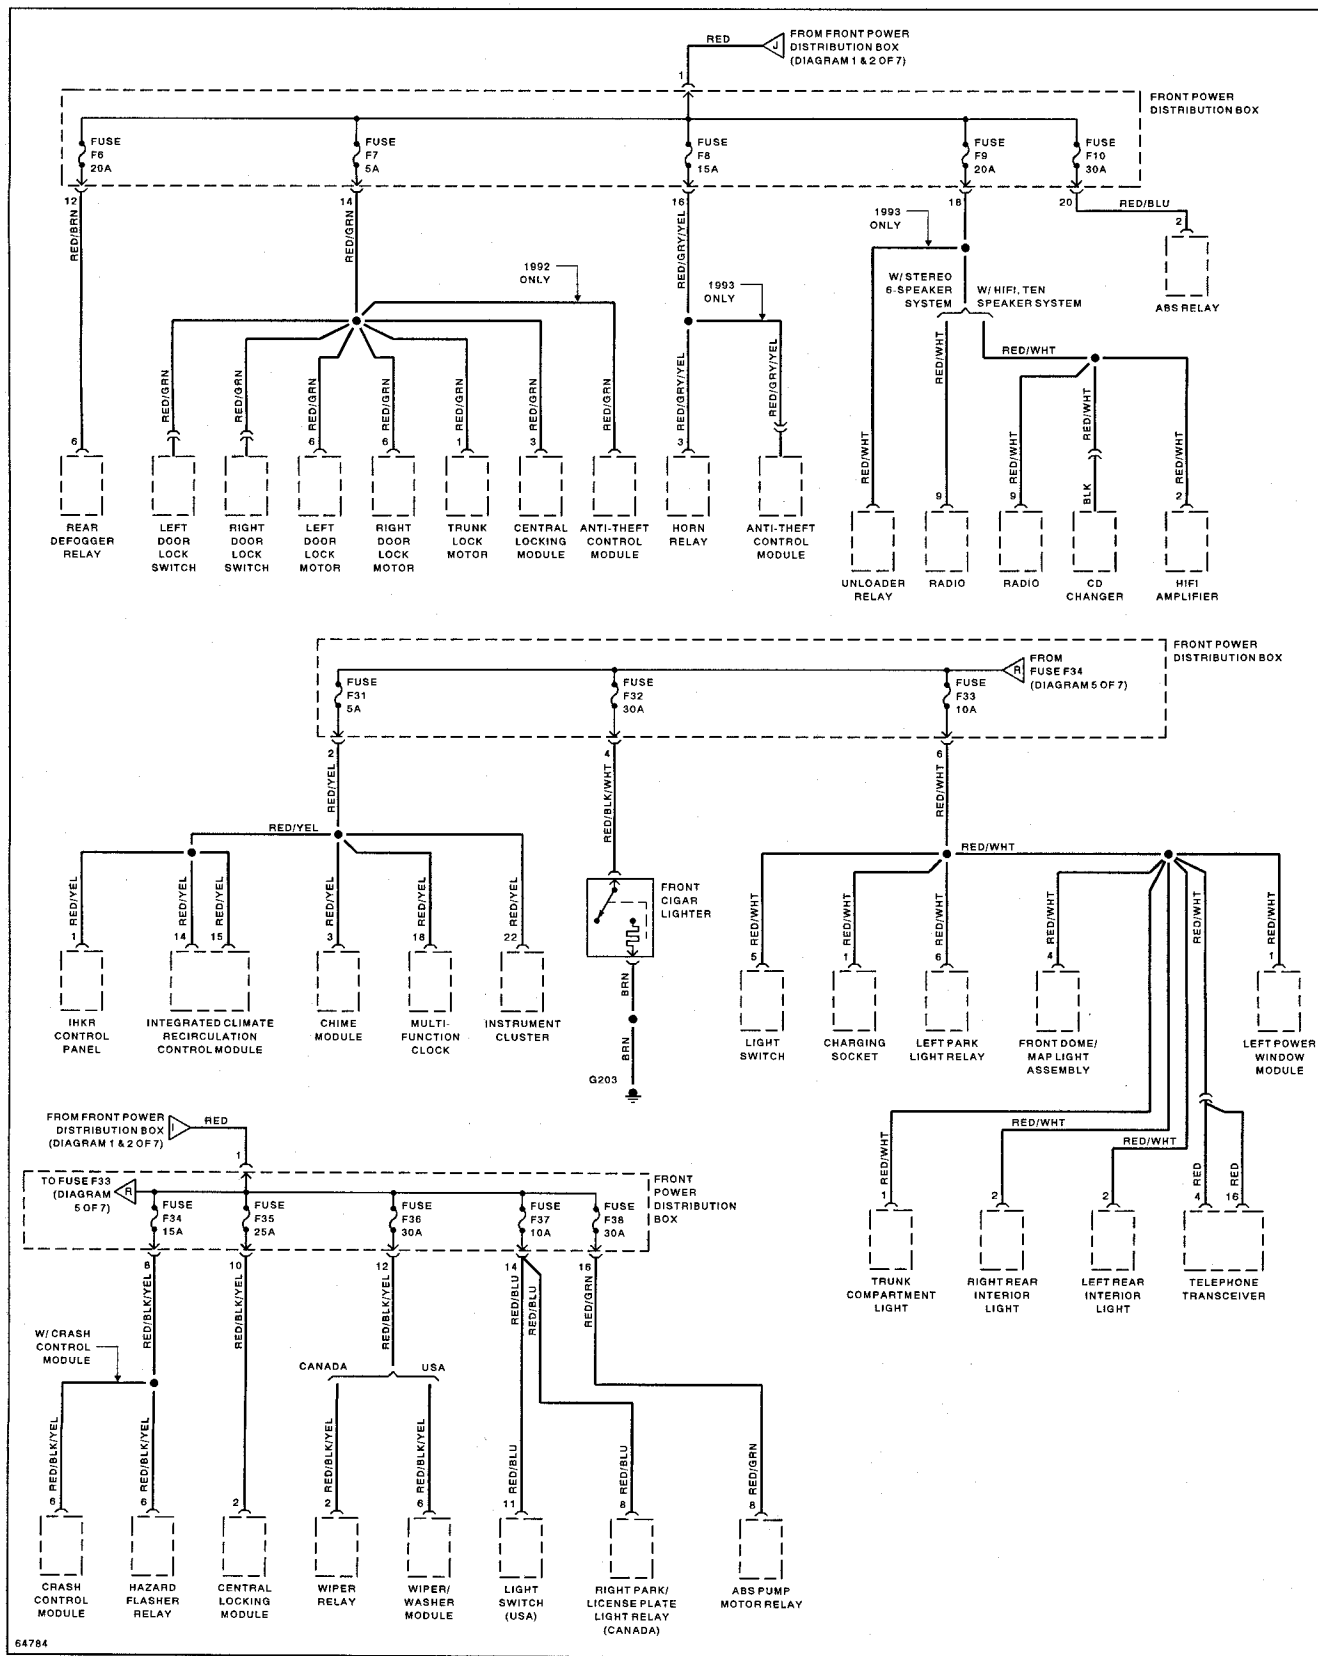 RED
J
FROM FRONT POWER
DISTRIBUTION BOX
(DIAGRAM 1 & 2 OF 7)
1
FRONT POWER
DISTRIBUTION BOX
FUSE
F6
20A
FUSE
F7
5A
FUSE
F8
15A
FUSE
F9
20A
FUSE
F10
30A
12
14
16
18
20
RED/BRN
RED/GRN
RED/GRY/YEL
1993
ONLY
RED/BLU
2
ABS RELAY
1992
ONLY
1993
ONLY
W/STEREO
6-SPEAKER
SYSTEM
W/HIFI, TEN
SPEAKER SYSTEM
RED/WHT
RED/WHT
RED/GRN
RED/GRN
RED/GRN
RED/GRN
RED/GRN
RED/GRN
RED/GRN
RED/GRY/YEL
RED/GRY/YEL
RED/WHT
6
6
6
1
3
3
RED/WHT
RED/WHT
BLK
RED/WHT
9
9
2
REAR
DEFOGGER
RELAY
LEFT
DOOR
LOCK
SWITCH
RIGHT
DOOR
LOCK
SWITCH
LEFT
DOOR
LOCK
MOTOR
RIGHT
DOOR
LOCK
MOTOR
TRUNK
LOCK
MOTOR
CENTRAL
LOCKING
MODULE
ANTI-THEFT
CONTROL
MODULE
HORN
RELAY
ANTI-THEFT
CONTROL
MODULE
UNLOADER
RELAY
RADIO
RADIO
CD
CHANGER
HIFI
AMPLIFIER
FRONT POWER
DISTRIBUTION BOX
FUSE
F31
5A
FUSE
F32
30A
FUSE
F33
10A
R
FROM
FUSE F34
(DIAGRAM 5 OF 7)
2
4
6
RED/YEL
RED/BLK/WHT
RED/WHT
RED/YEL
RED/WHT
RED/YEL
RED/YEL
RED/YEL
RED/YEL
RED/YEL
RED/YEL
1
14
15
3
18
22
FRONT
CIGAR
LIGHTER
BRN
BRN
G203
RED/WHT
RED/WHT
RED/WHT
RED/WHT
RED/WHT
RED/WHT
5
1
6
4
1
IHKR
CONTROL
PANEL
INTEGRATED CLIMATE
RECIRCULATION
CONTROL MODULE
CHIME
MODULE
MULTI-
FUNCTION
CLOCK
INSTRUMENT
CLUSTER
LIGHT
SWITCH
CHARGING
SOCKET
LEFT PARK
LIGHT RELAY
FRONT DOME/
MAP LIGHT
ASSEMBLY
LEFT POWER
WINDOW
MODULE
RED/WHT
RED/WHT
RED/WHT
RED
RED
1
2
2
4
16
TRUNK
COMPARTMENT
LIGHT
RIGHT REAR
INTERIOR
LIGHT
LEFT REAR
INTERIOR
LIGHT
TELEPHONE
TRANSCEIVER
FROM FRONT POWER
DISTRIBUTION BOX
(DIAGRAM 1 & 2 OF 7)
I
RED
1
TO FUSE F33
(DIAGRAM
5 OF 7)
R
FRONT
POWER
DISTRIBUTION
BOX
FUSE
F34
15A
FUSE
F35
25A
FUSE
F36
30A
FUSE
F37
10A
FUSE
F38
30A
8
10
12
14
16
RED/BLK/YEL
RED/BLK/YEL
RED/BLK/YEL
RED/BLU
RED/BLU
RED/GRN
W/ CRASH
CONTROL
MODULE
CANADA
USA
RED/BLK/YEL
RED/BLK/YEL
RED/BLK/YEL
RED/BLK/YEL
RED/BLU
RED/BLU
RED/GRN
6
6
2
2
6
11
8
8
CRASH
CONTROL
MODULE
HAZARD
FLASHER
RELAY
CENTRAL
LOCKING
MODULE
WIPER
RELAY
WIPER/
WASHER
MODULE
LIGHT
SWITCH
(USA)
RIGHT PARK/
LICENSE PLATE
LIGHT RELAY
(CANADA)
ABS PUMP
MOTOR RELAY
64784